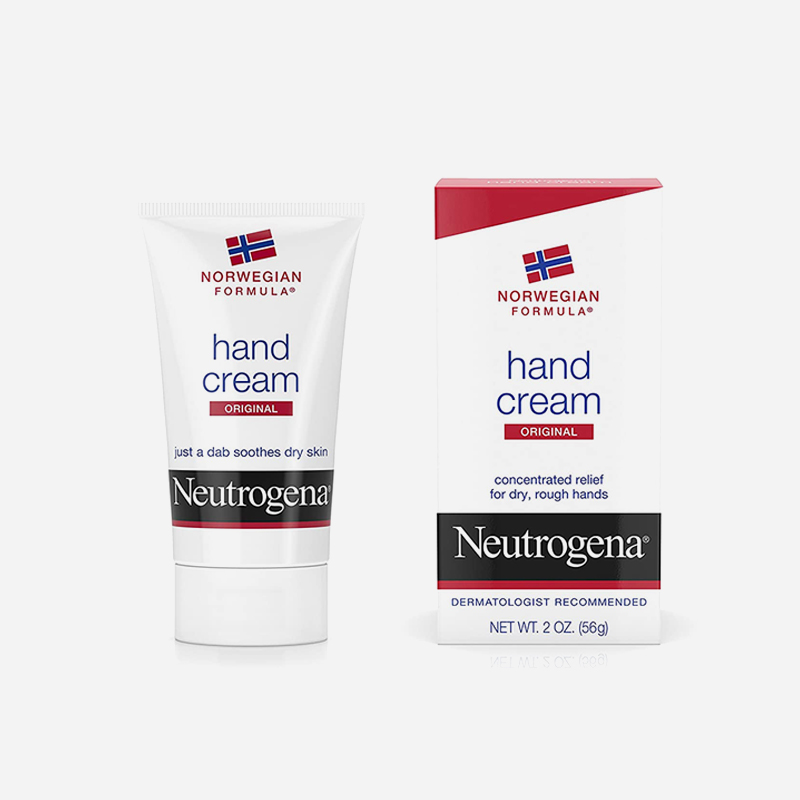 NORWEGIAN
FORMULA®
hand
cream
ORIGINAL
just a dab soothes dry skin
Neutrogena®
NORWEGIAN
FORMULA®
hand
cream
ORIGINAL
concentrated relief
for dry, rough hands
Neutrogena®
DERMATOLOGIST RECOMMENDED
NET WT. 2 OZ. (56g)